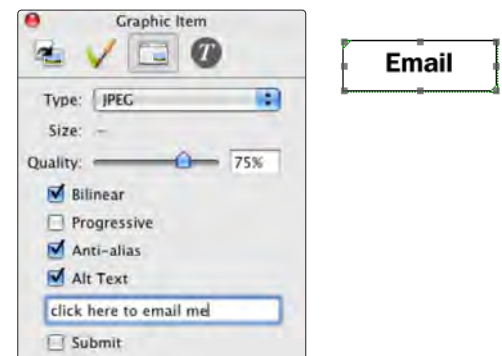 Graphic Item
T
Type: JPEG
Size: –
Quality: 75%
Bilinear
Progressive
Anti-alias
Alt Text
click here to email me
Submit
Email